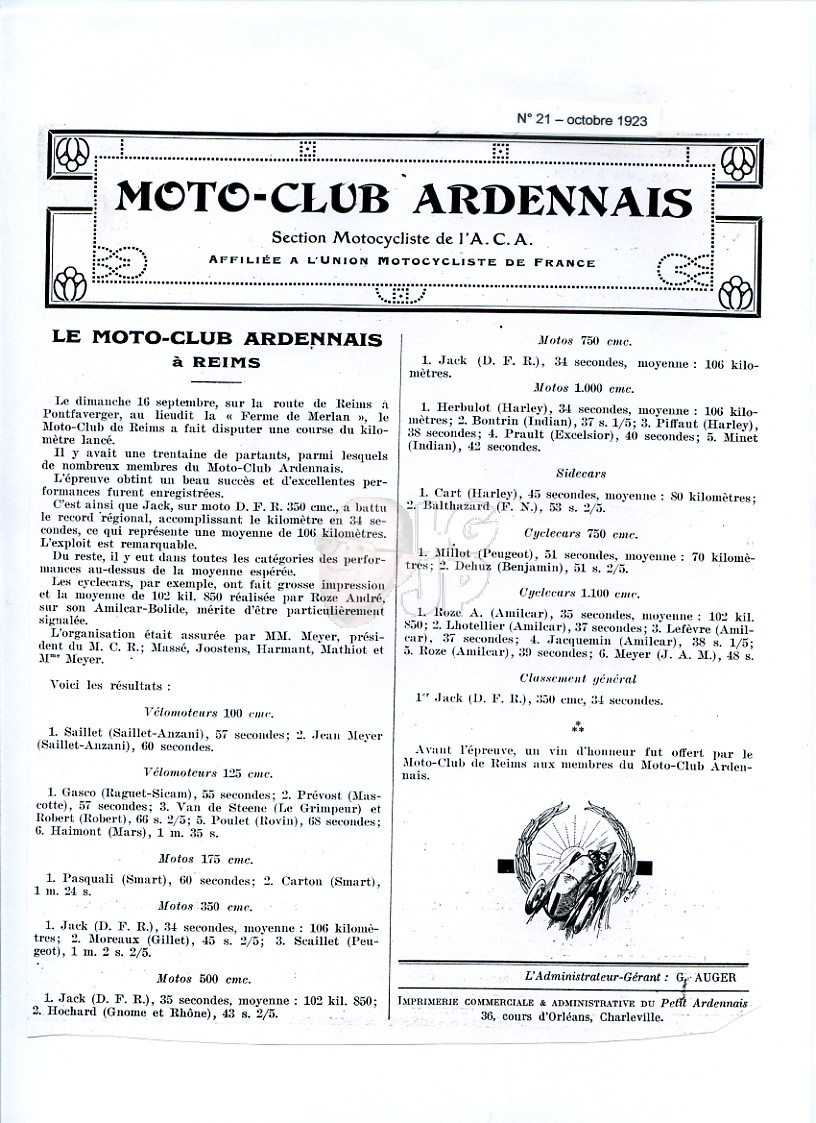 N° 21 – octobre 1923
MOTO-CLUB ARDENNAIS
Section Motocycliste de l'A. C. A.
AFFILIÉE A L'UNION MOTOCYCLISTE DE FRANCE
LE MOTO-CLUB ARDENNAIS
à REIMS
Le dimanche 16 septembre, sur la route de Reims à
Pontfaverger, au lieudit la « Ferme de Merlan », le
Moto-Club de Reims a fait disputer une course du kilo-
mètre lancé.
Il y avait une trentaine de partants, parmi lesquels
de nombreux membres du Moto-Club Ardennais.
L'épreuve obtint un beau succès et d'excellentes per-
formances furent enregistrées.
C'est ainsi que Jack, sur moto D. F. R. 350 cmc., a battu
le record régional, accomplissant le kilomètre en 34 se-
condes, ce qui représente une moyenne de 106 kilomètres.
L'exploit est remarquable.
Du reste, il y eut dans toutes les catégories des perfor-
mances au-dessus de la moyenne espérée.
Les cyclecars, par exemple, ont fait grosse impression
et la moyenne de 102 kil. 850 réalisée par Roze André,
sur son Amilcar-Bolide, mérite d'être particulièrement
signalée.
L'organisation était assurée par MM. Meyer, prési-
dent du M. C. R.; Massé, Joostens, Harmant, Mathiot et
Mme Meyer.
Voici les résultats :
Vélomoteurs 100 cmc.
1. Saillet (Saillet-Anzani), 57 secondes; 2. Jean Meyer
(Saillet-Anzani), 60 secondes.
Vélomoteurs 125 cmc.
1. Gasco (Raguet-Sicam), 55 secondes; 2. Prévost (Mas-
cotte), 57 secondes; 3. Van de Steene (Le Grimpeur) et
Robert (Robert), 66 s. 2/5; 5. Poulet (Rovin), 68 secondes;
6. Haimont (Mars), 1 m. 35 s.
Motos 175 cmc.
1. Pasquali (Smart), 60 secondes; 2. Carton (Smart),
1 m. 24 s.
Motos 350 cmc.
1. Jack (D. F. R.), 34 secondes, moyenne : 106 kilomè-
tres; 2. Moreaux (Gillet), 45 s. 2/5; 3. Scaillet (Peu-
geot), 1 m. 2 s. 2/5.
Motos 500 cmc.
1. Jack (D. F. R.), 35 secondes, moyenne : 102 kil. 850;
2. Hochard (Gnome et Rhône), 43 s. 2/5.
Motos 750 cmc.
1. Jack (D. F. R.), 34 secondes, moyenne : 106 kilo-
mètres.
Motos 1.000 cmc.
1. Herbulot (Harley), 34 secondes, moyenne : 106 kilo-
mètres; 2. Bontrin (Indian), 37 s. 1/5; 3. Piffaut (Harley),
38 secondes; 4. Prault (Excelsior), 40 secondes; 5. Minet
(Indian), 42 secondes.
Sidecars
1. Cart (Harley), 45 secondes, moyenne : 80 kilomètres;
2. Balthazard (F. N.), 53 s. 2/5.
Cyclecars 750 cmc.
1. Millot (Peugeot), 51 secondes, moyenne : 70 kilomè-
tres; 2. Dehuz (Benjamin), 51 s. 2/5.
Cyclecars 1.100 cmc.
1. Roze A. (Amilcar), 35 secondes, moyenne : 102 kil.
850; 2. Lhotellier (Amilcar), 37 secondes; 3. Lefèvre (Amil-
car), 37 secondes; 4. Jacquemin (Amilcar), 38 s. 1/5;
5. Roze (Amilcar), 39 secondes; 6. Meyer (J. A. M.), 48 s.
Classement général
1er Jack (D. F. R.), 350 cmc, 34 secondes.
*
**
Avant l'épreuve, un vin d'honneur fut offert par le
Moto-Club de Reims aux membres du Moto-Club Arden-
nais.
L'Administrateur-Gérant : G. AUGER
IMPRIMERIE COMMERCIALE & ADMINISTRATIVE DU Petit Ardennais
36, cours d'Orléans, Charleville.